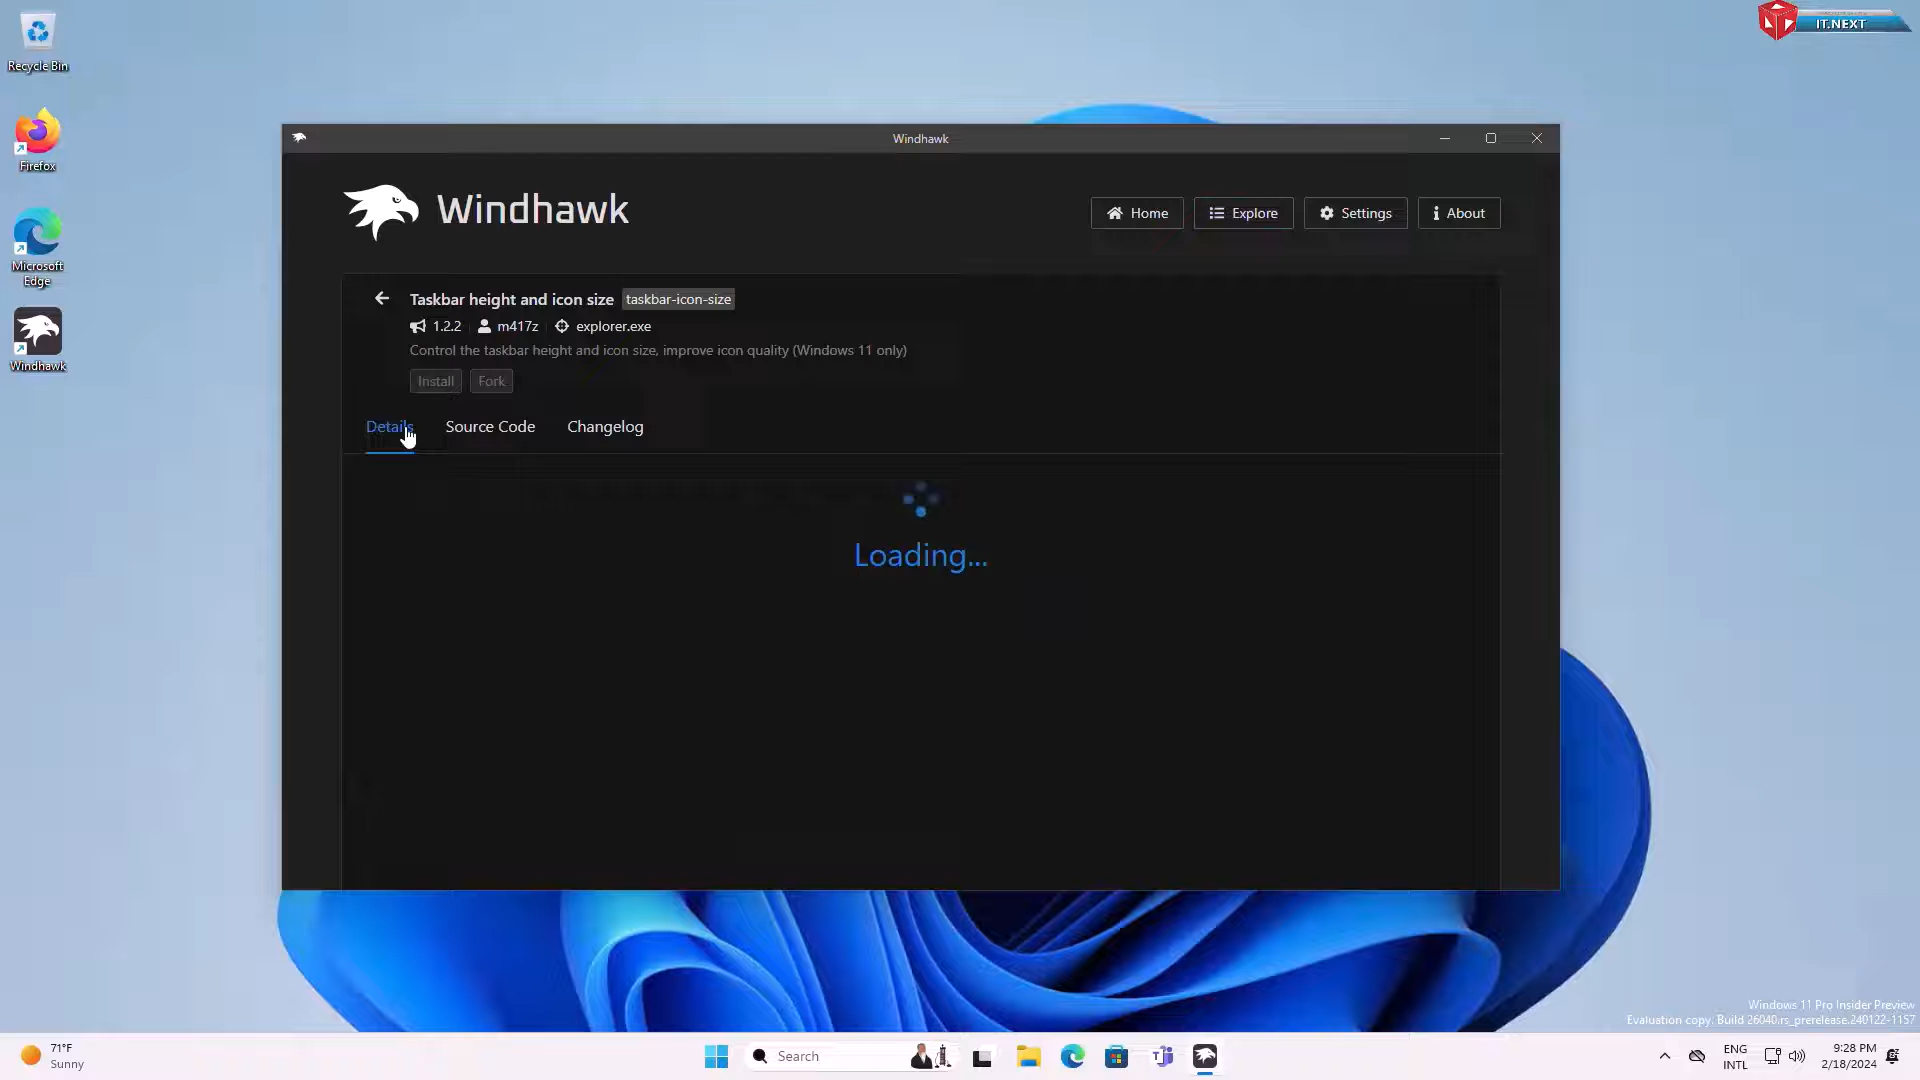 IT.NEXT
Recycle Bin
Firefox
Microsoft
Edge
Windhawk
Windhawk
Windhawk
Home
Explore
Settings
About
Taskbar height and icon size taskbar-icon-size
1.2.2 m417z explorer.exe
Control the taskbar height and icon size, improve icon quality (Windows 11 only)
Install Fork
Details Source Code Changelog
Loading...
Windows 11 Pro Insider Preview
Evaluation copy. Build 26040.rs_prerelease.240122-1157
71°F
Sunny
Search
ENG
INTL
9:28 PM
2/18/2024